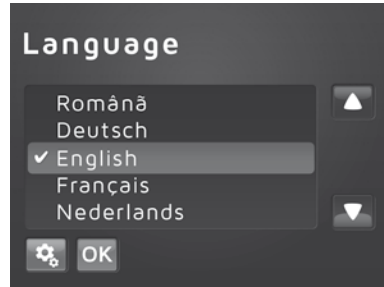 Language
Românã
Deutsch
English
Français
Nederlands
OK